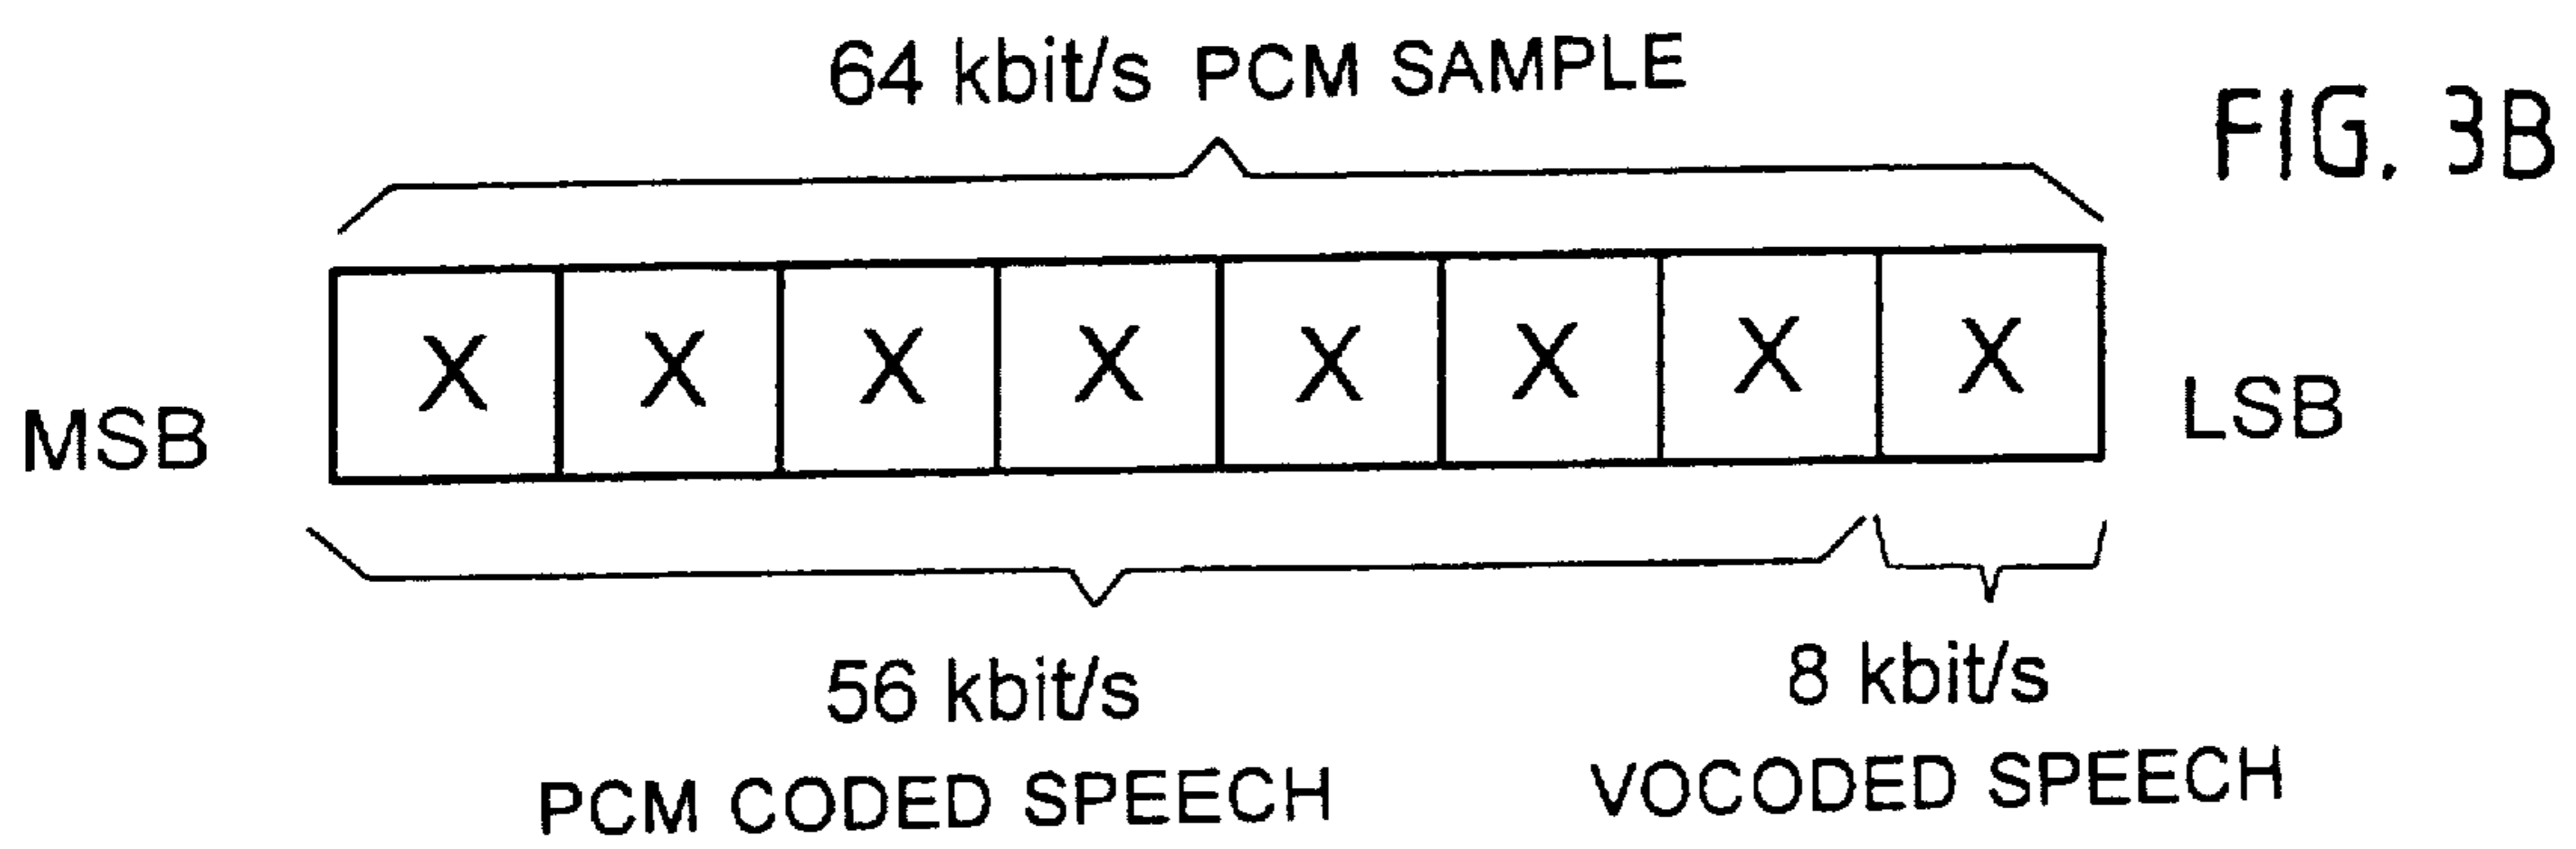 64 kbit/s PCM SAMPLE
FIG. 3B
MSB
X X X X X X X X
LSB
56 kbit/s
PCM CODED SPEECH
8 kbit/s
VOCODED SPEECH